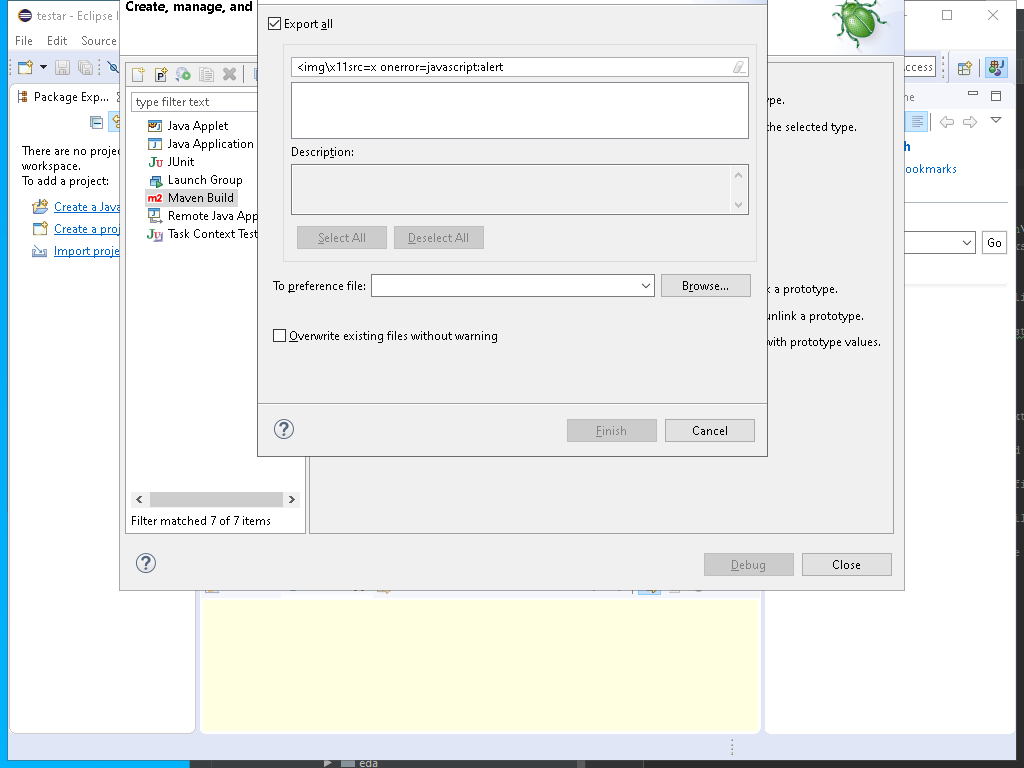 testar - Eclipse I
Create, manage, and
File Edit Source
Package Exp...
There are no projec
workspace.
To add a project:
Create a Java
Create a proj
Import proje
type filter text
Java Applet
Java Application
Ju JUnit
Launch Group
m2 Maven Build
Remote Java App
Task Context Test
Filter matched 7 of 7 items
Export all
<img\x11src=x onerror=javascript:alert
Description:
Select All Deselect All
To preference file:
Browse...
Overwrite existing files without warning
Finish Cancel
ype.
the selected type.
k a prototype.
unlink a prototype.
with prototype values.
Debug Close
ccess
ne
h
ookmarks
Go
eda